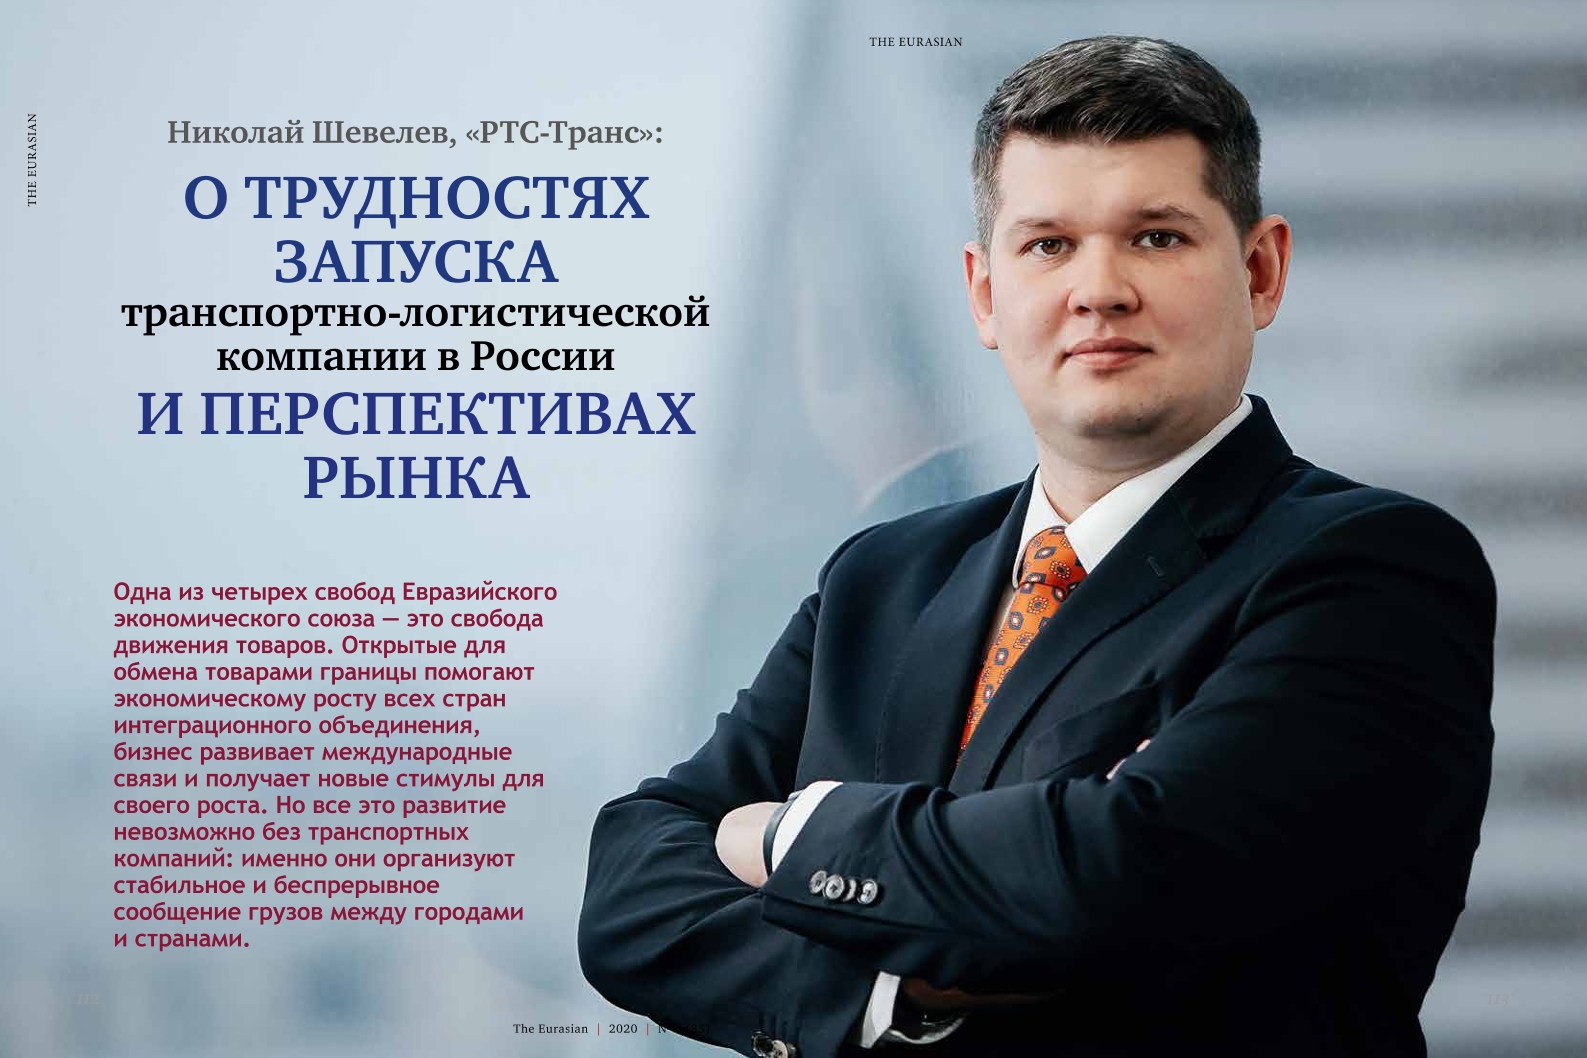 THE EURASIAN
THE EURASIAN
Николай Шевелев, «РТС-Транс»:
О ТРУДНОСТЯХ
ЗАПУСКА
транспортно-логистической
компании в России
И ПЕРСПЕКТИВАХ
РЫНКА
Одна из четырех свобод Евразийского
экономического союза — это свобода
движения товаров. Открытые для
обмена товарами границы помогают
экономическому росту всех стран
интеграционного объединения,
бизнес развивает международные
связи и получает новые стимулы для
своего роста. Но все это развитие
невозможно без транспортных
компаний: именно они организуют
стабильное и беспрерывное
сообщение грузов между городами
и странами.
112
113
The Eurasian | 2020 |